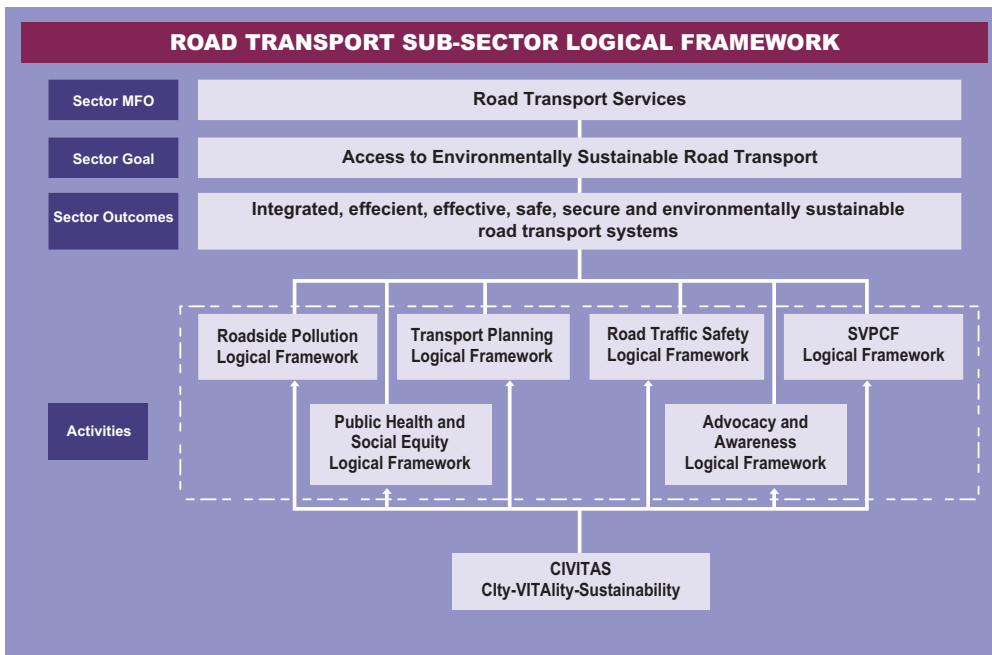 ROAD TRANSPORT SUB-SECTOR LOGICAL FRAMEWORK
Sector MFO
Road Transport Services
Sector Goal
Access to Environmentally Sustainable Road Transport
Sector Outcomes
Integrated, effecient, effective, safe, secure and environmentally sustainable
road transport systems
Roadside Pollution
Logical Framework
Transport Planning
Logical Framework
Road Traffic Safety
Logical Framework
SVPCF
Logical Framework
Activities
Public Health and
Social Equity
Logical Framework
Advocacy and
Awareness
Logical Framework
CIVITAS
CIty-VITAlity-Sustainability